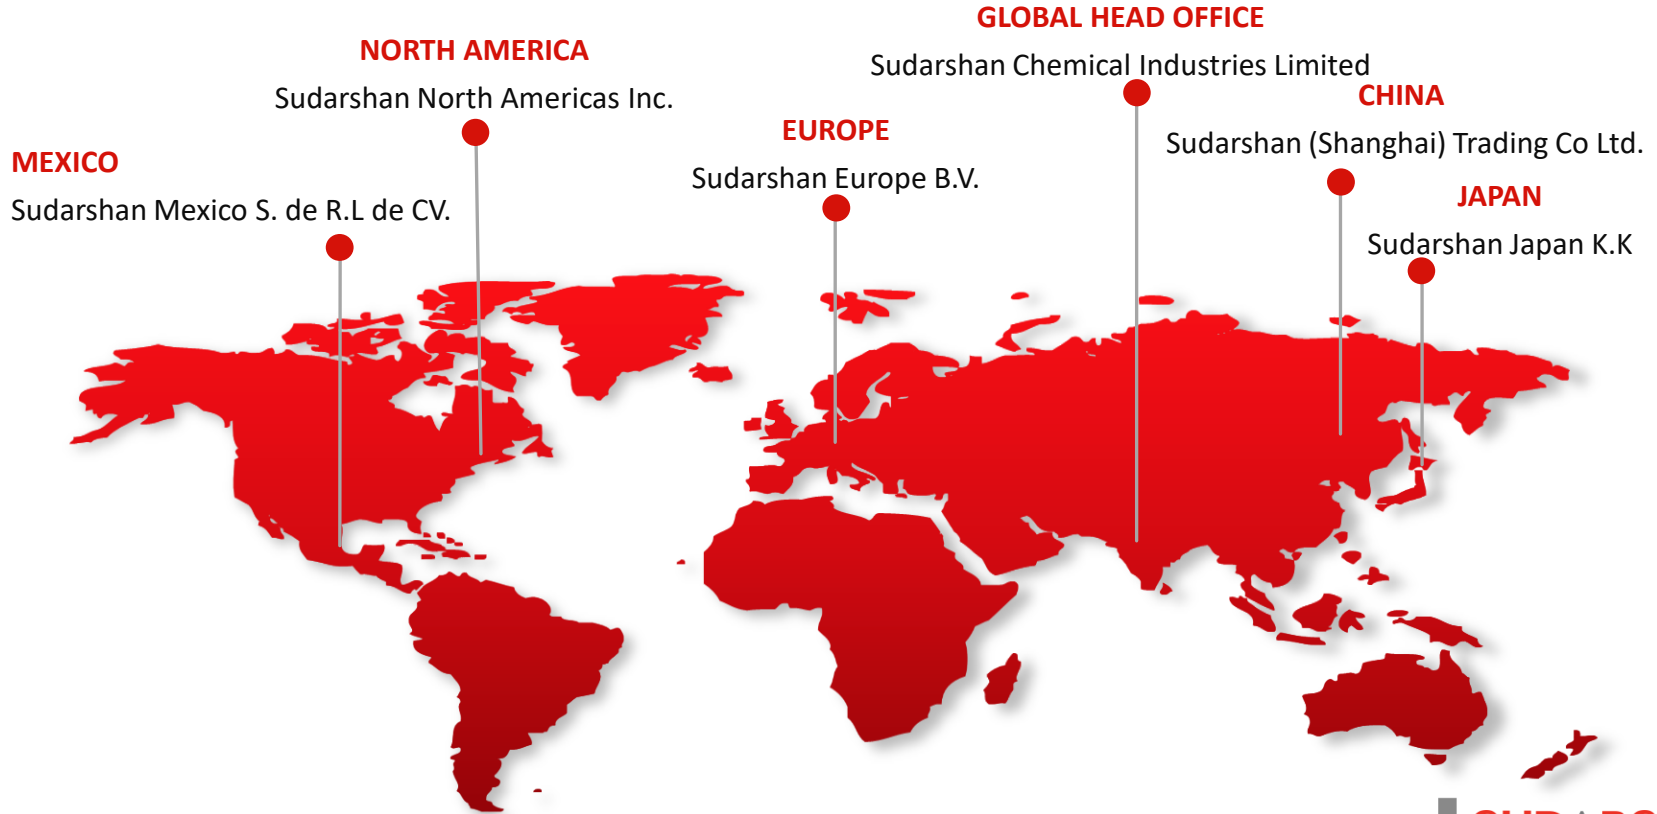 GLOBAL HEAD OFFICE
Sudarshan Chemical Industries Limited
NORTH AMERICA
Sudarshan North Americas Inc.
CHINA
Sudarshan (Shanghai) Trading Co Ltd.
EUROPE
Sudarshan Europe B.V.
MEXICO
Sudarshan Mexico S. de R.L de CV.
JAPAN
Sudarshan Japan K.K